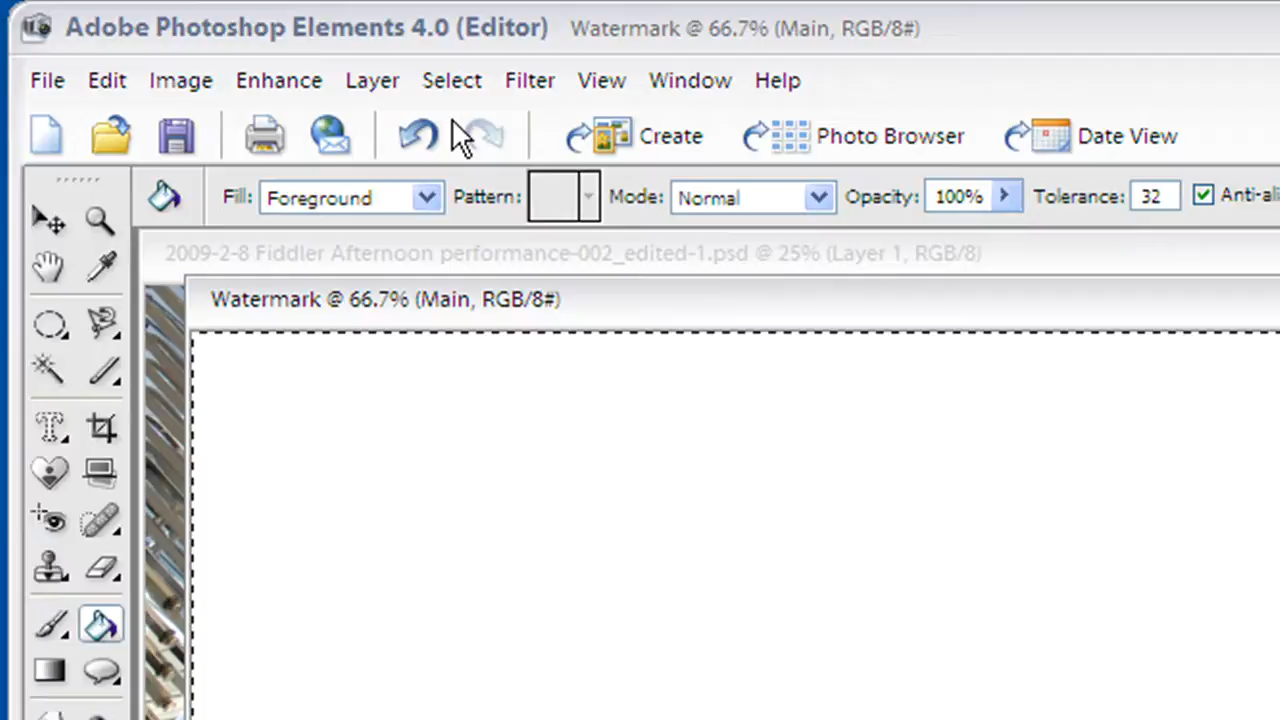 Adobe Photoshop Elements 4.0 (Editor) Watermark @ 66.7% (Main, RGB/8#)
File Edit Image Enhance Layer Select Filter View Window Help
Create Photo Browser Date View
Fill: Foreground Pattern: Mode: Normal Opacity: 100% Tolerance: 32
2009-2-8 Fiddler Afternoon performance-002_edited-1.psd @ 25% (Layer 1, RGB/8)
Watermark @ 66.7% (Main, RGB/8#)